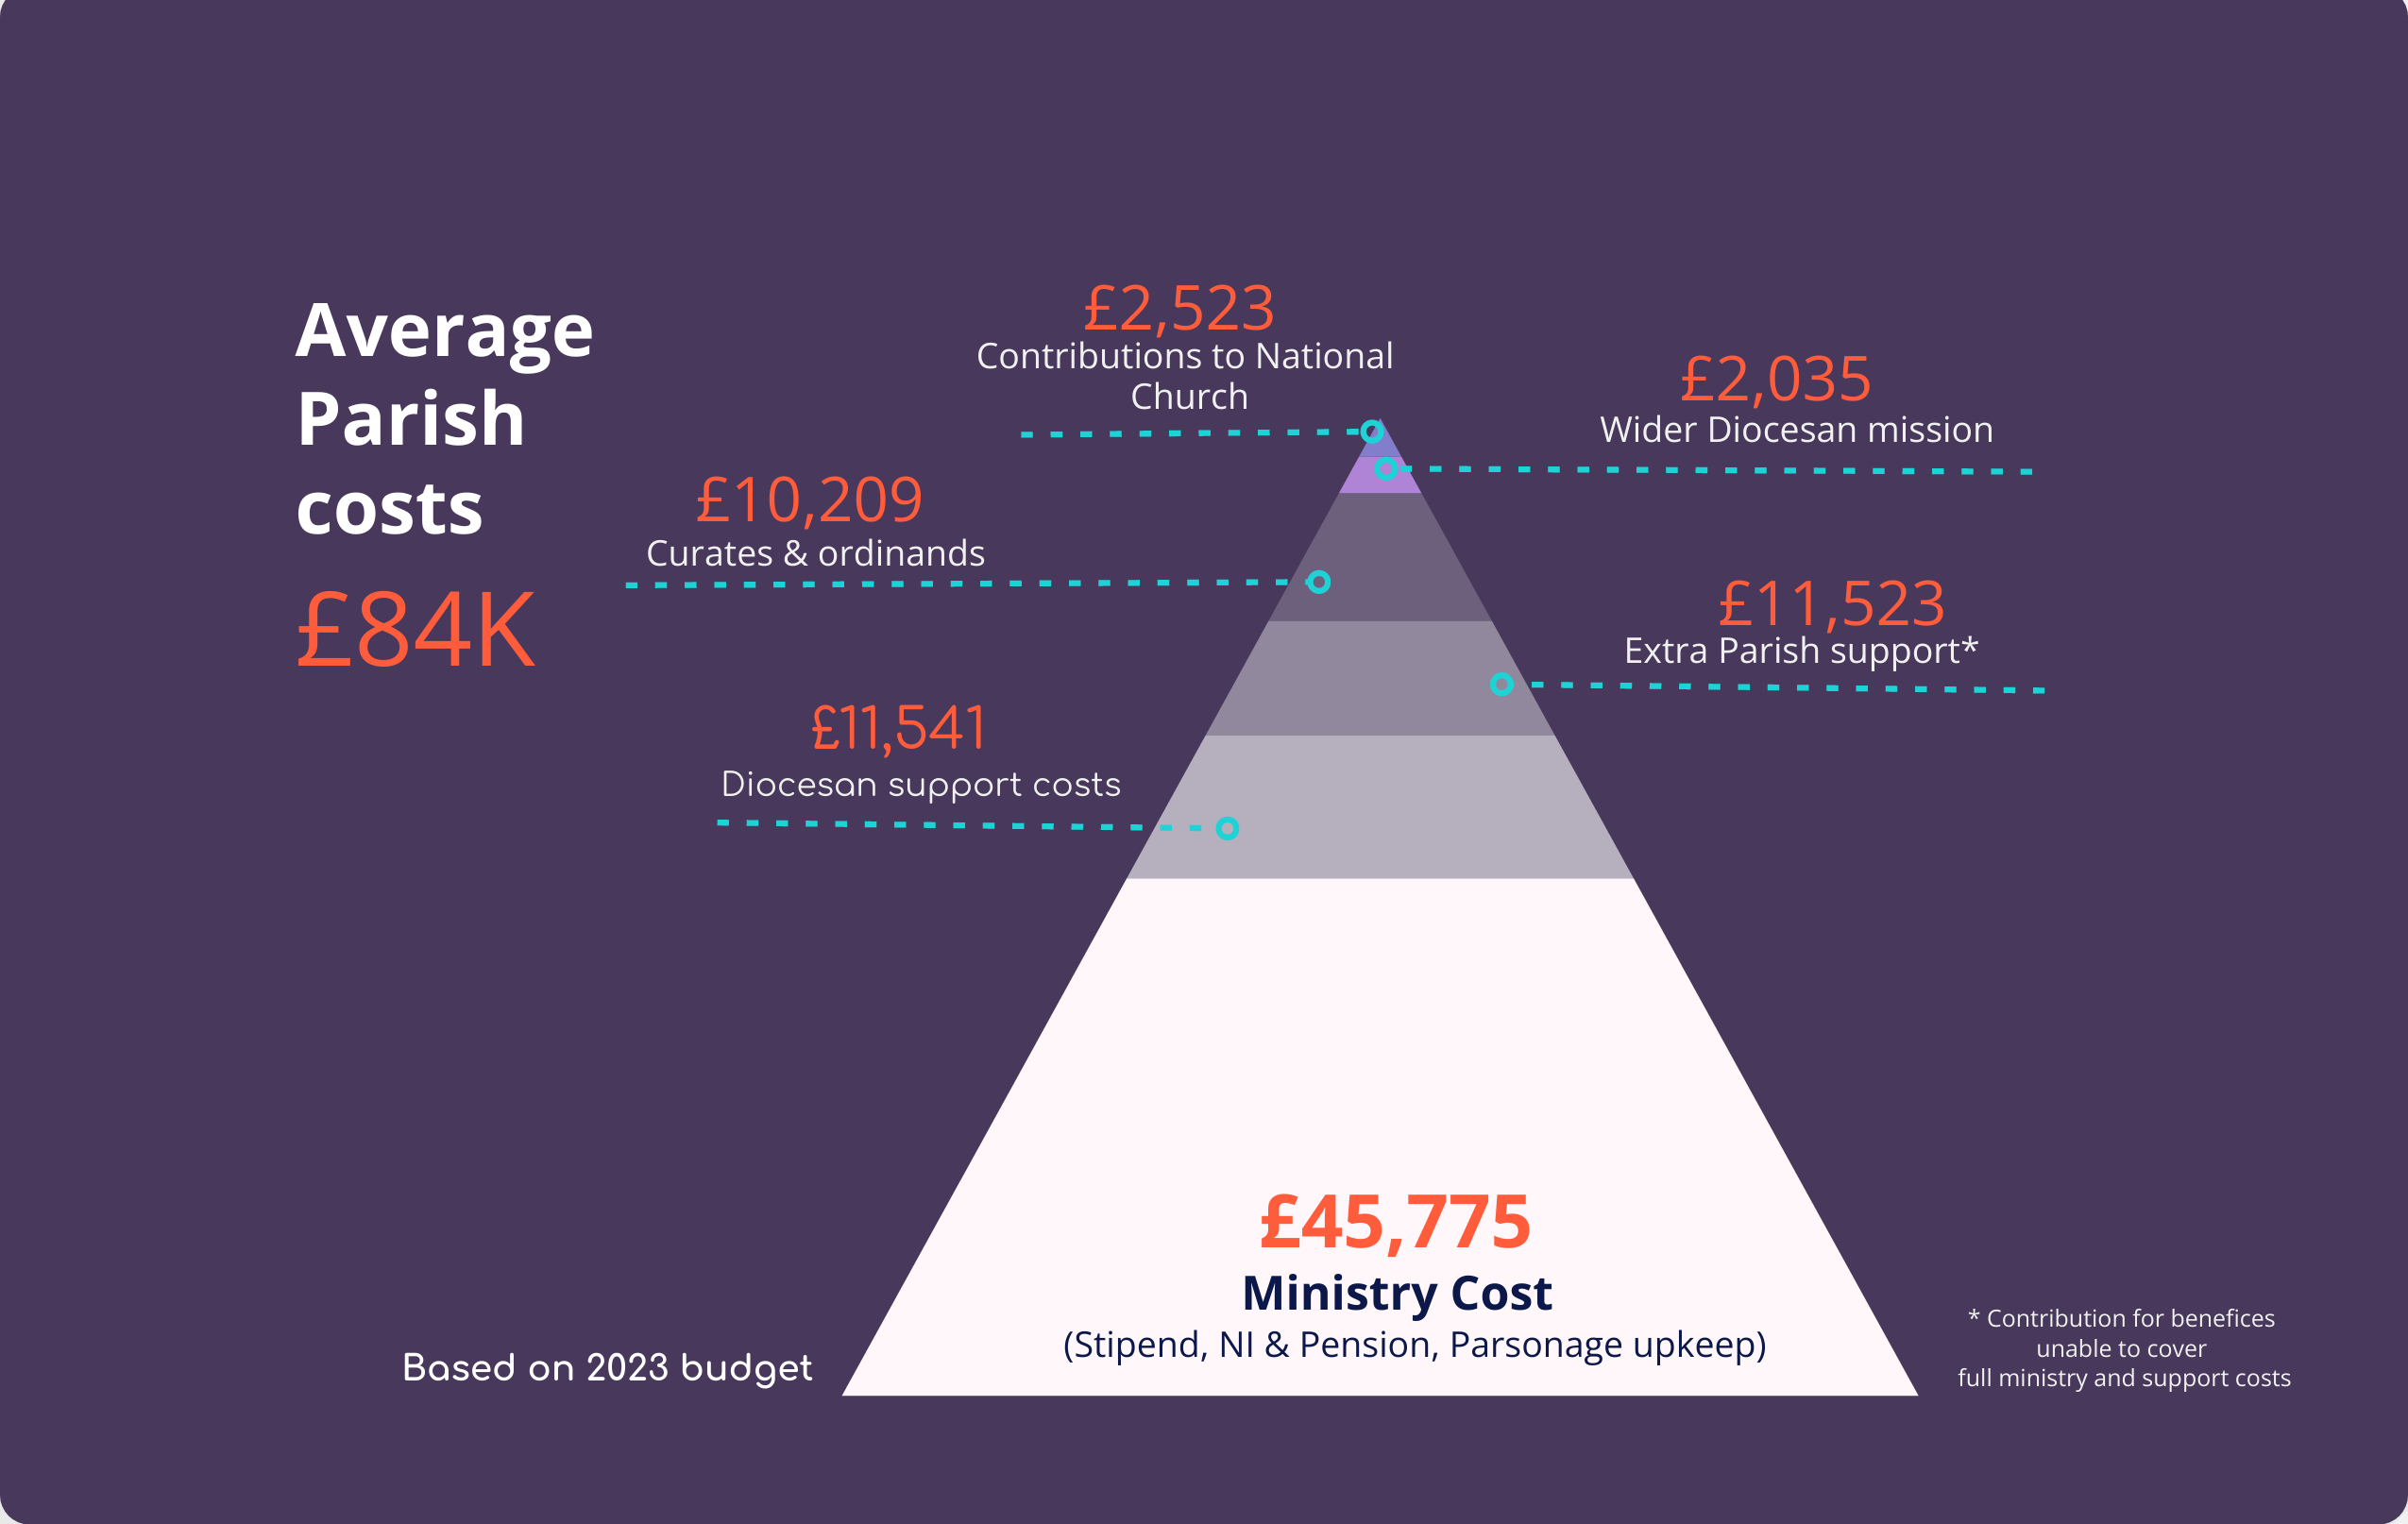 Average
Parish
costs
£84K
£2,523
Contributions to National
Church
£2,035
Wider Diocesan mission
£10,209
Curates & ordinands
£11,523
Extra Parish support*
£11,541
Diocesan support costs
£45,775
Ministry Cost
(Stipend, NI & Pension, Parsonage upkeep)
Based on 2023 budget
* Contribution for benefices
unable to cover
full ministry and support costs